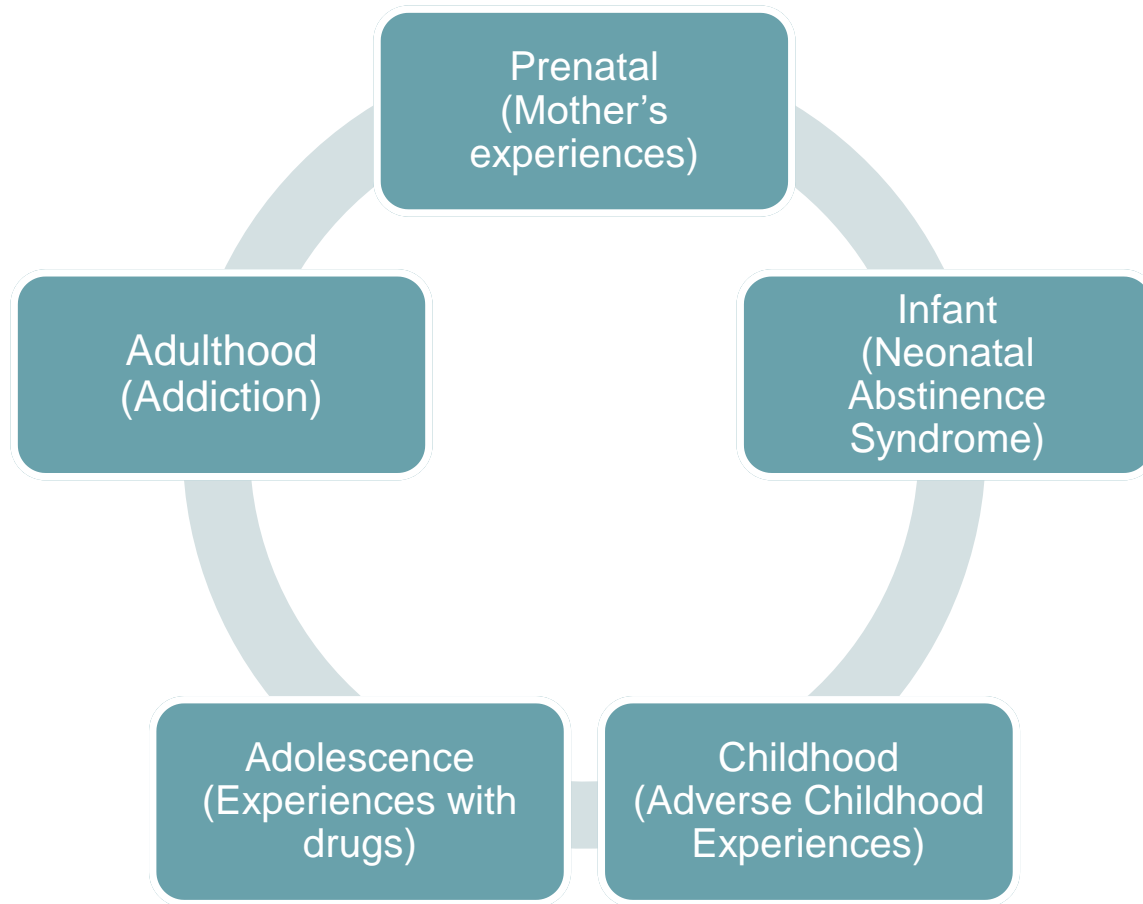 Prenatal
(Mother’s
experiences)
Infant
(Neonatal
Abstinence
Syndrome)
Childhood
(Adverse Childhood
Experiences)
Adolescence
(Experiences with
drugs)
Adulthood
(Addiction)